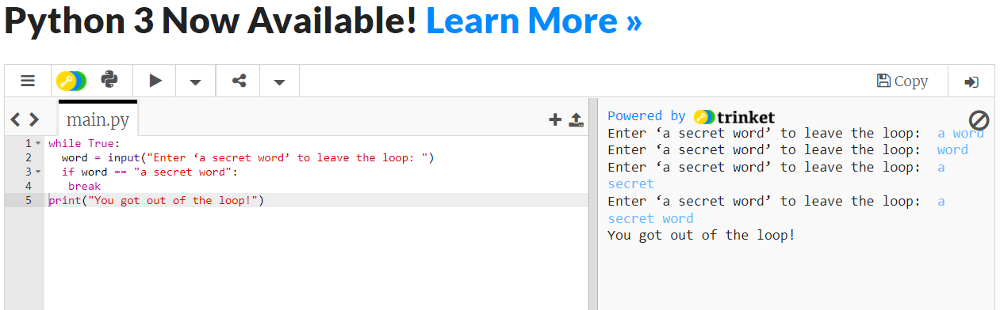 Python 3 Now Available! Learn More »
Copy
main.py
1 while True:
2   word = input("Enter ‘a secret word’ to leave the loop: ")
3   if word == "a secret word":
4    break
5 print("You got out of the loop!")
Powered by trinket
Enter ‘a secret word’ to leave the loop:  a word
Enter ‘a secret word’ to leave the loop:  word
Enter ‘a secret word’ to leave the loop:  a
secret
Enter ‘a secret word’ to leave the loop:  a
secret word
You got out of the loop!